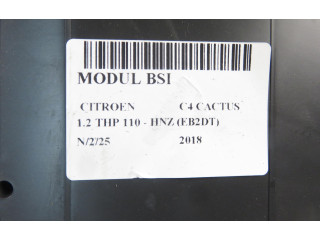 MODUL BSI
CITROEN C4 CACTUS
1.2 THP 110 - HNZ (EB2DT)
N/2/25 2018